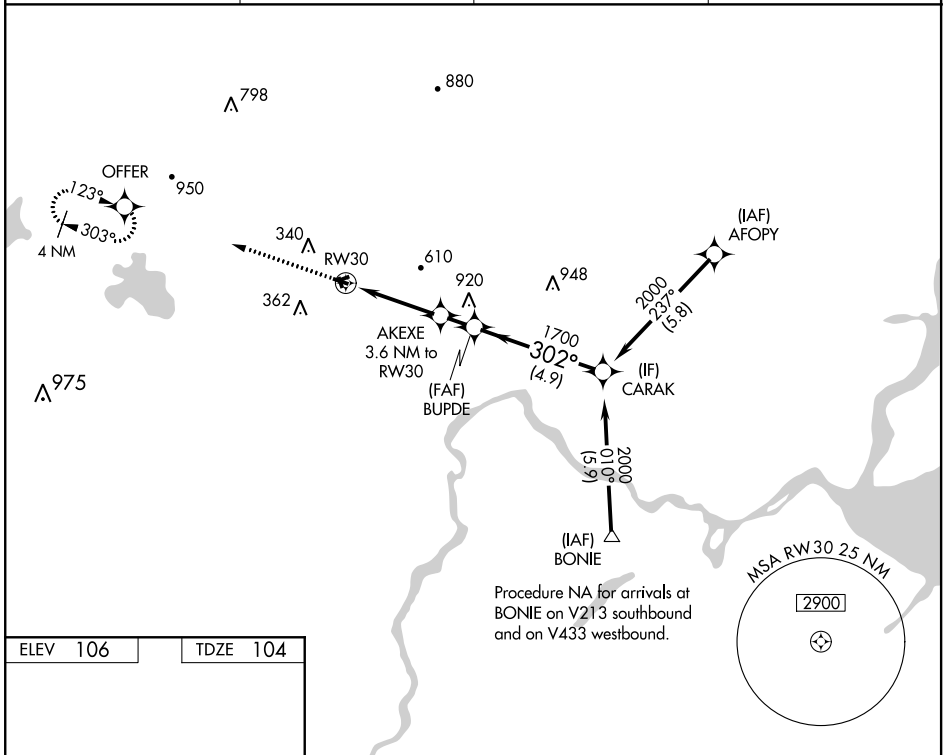 880
798
OFFER
950
123°
303°
4 NM
(IAF)
AFOPY
340
RW30
610
920
948
2000
237°
(5.8)
362
1700
302°
(4.9)
AKEXE
3.6 NM to
RW30
(IF)
CARAK
(FAF)
BUPDE
975
2000
010°
(5.9)
(IAF)
BONIE
MSA RW30 25 NM
2900
Procedure NA for arrivals at
BONIE on V213 southbound
and on V433 westbound.
ELEV 106
TDZE 104